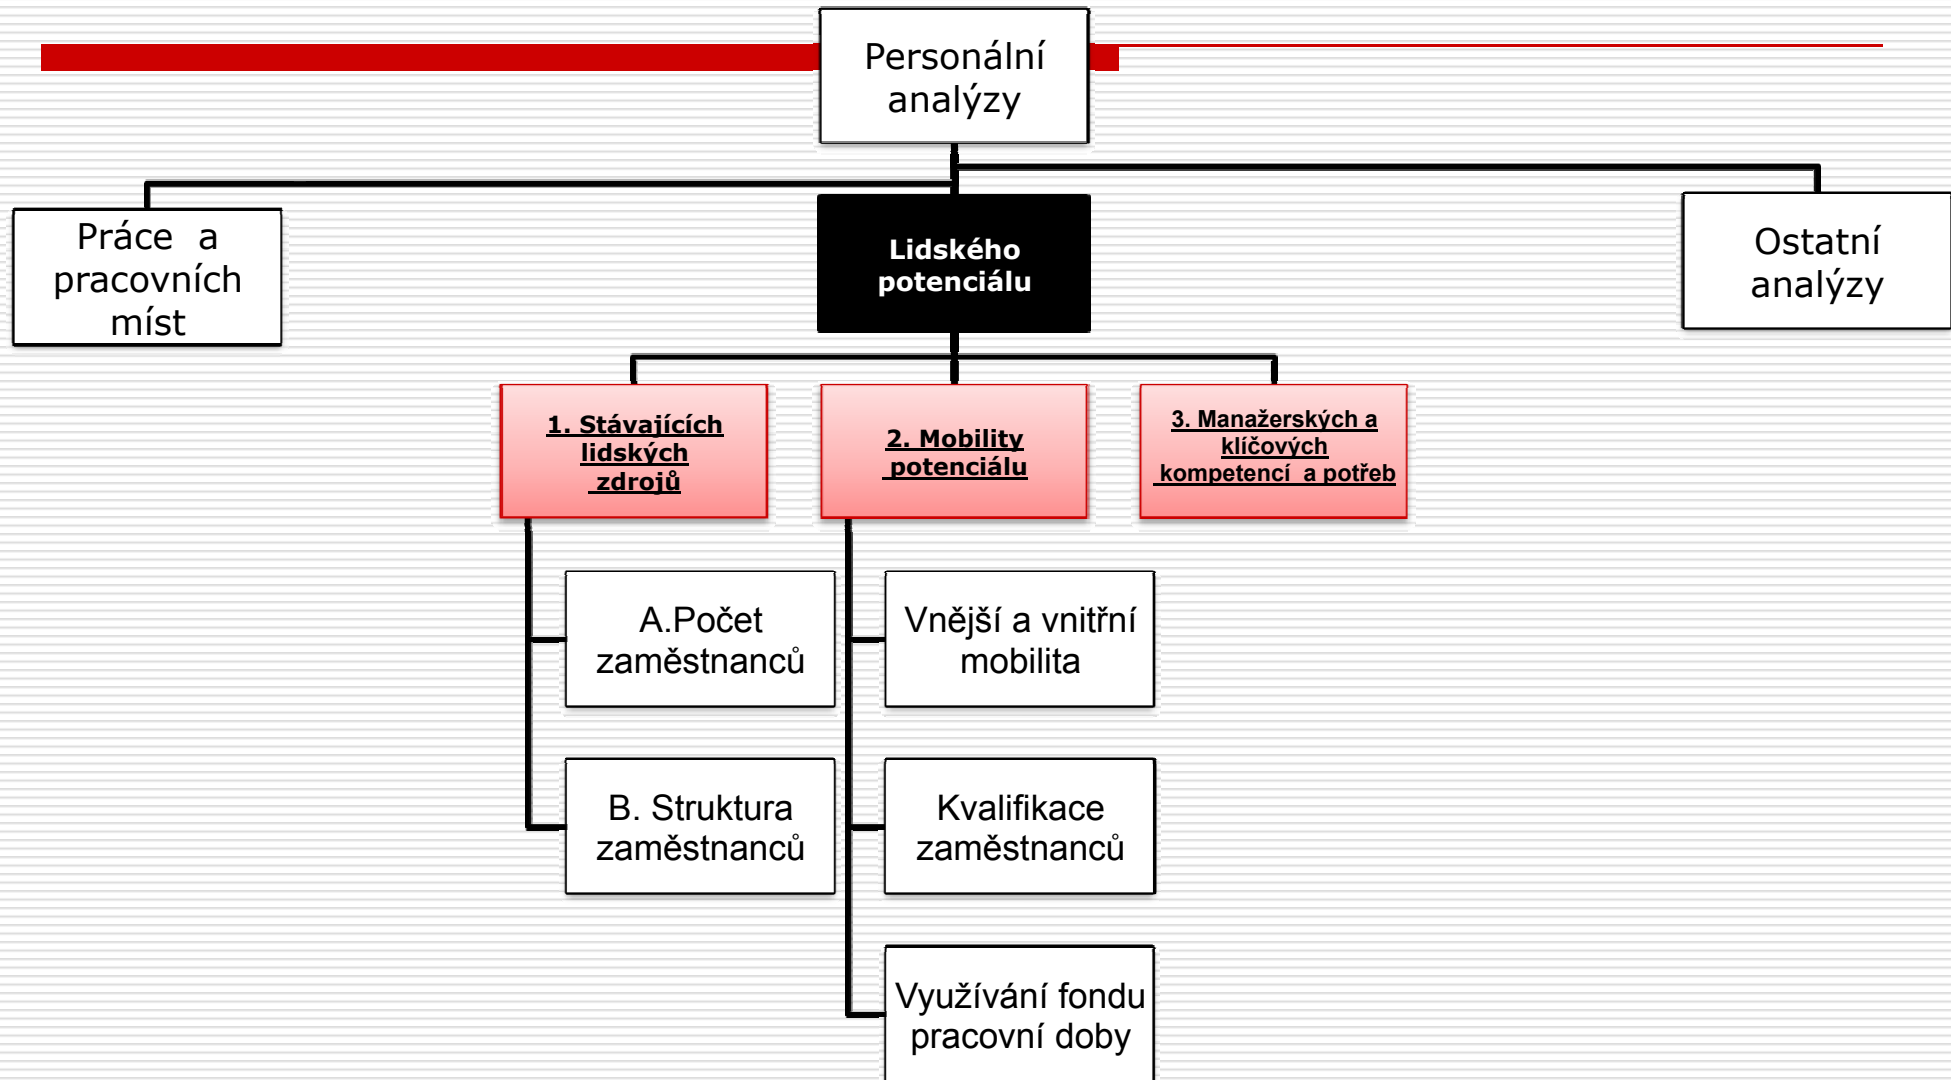 Personální
analýzy
Práce a
pracovních
míst
Lidského
potenciálu
Ostatní
analýzy
1. Stávajících
lidských
zdrojů
2. Mobility
potenciálu
3. Manažerských a
klíčových
kompetencí a potřeb
A.Počet
zaměstnanců
Vnější a vnitřní
mobilita
B. Struktura
zaměstnanců
Kvalifikace
zaměstnanců
Využívání fondu
pracovní doby